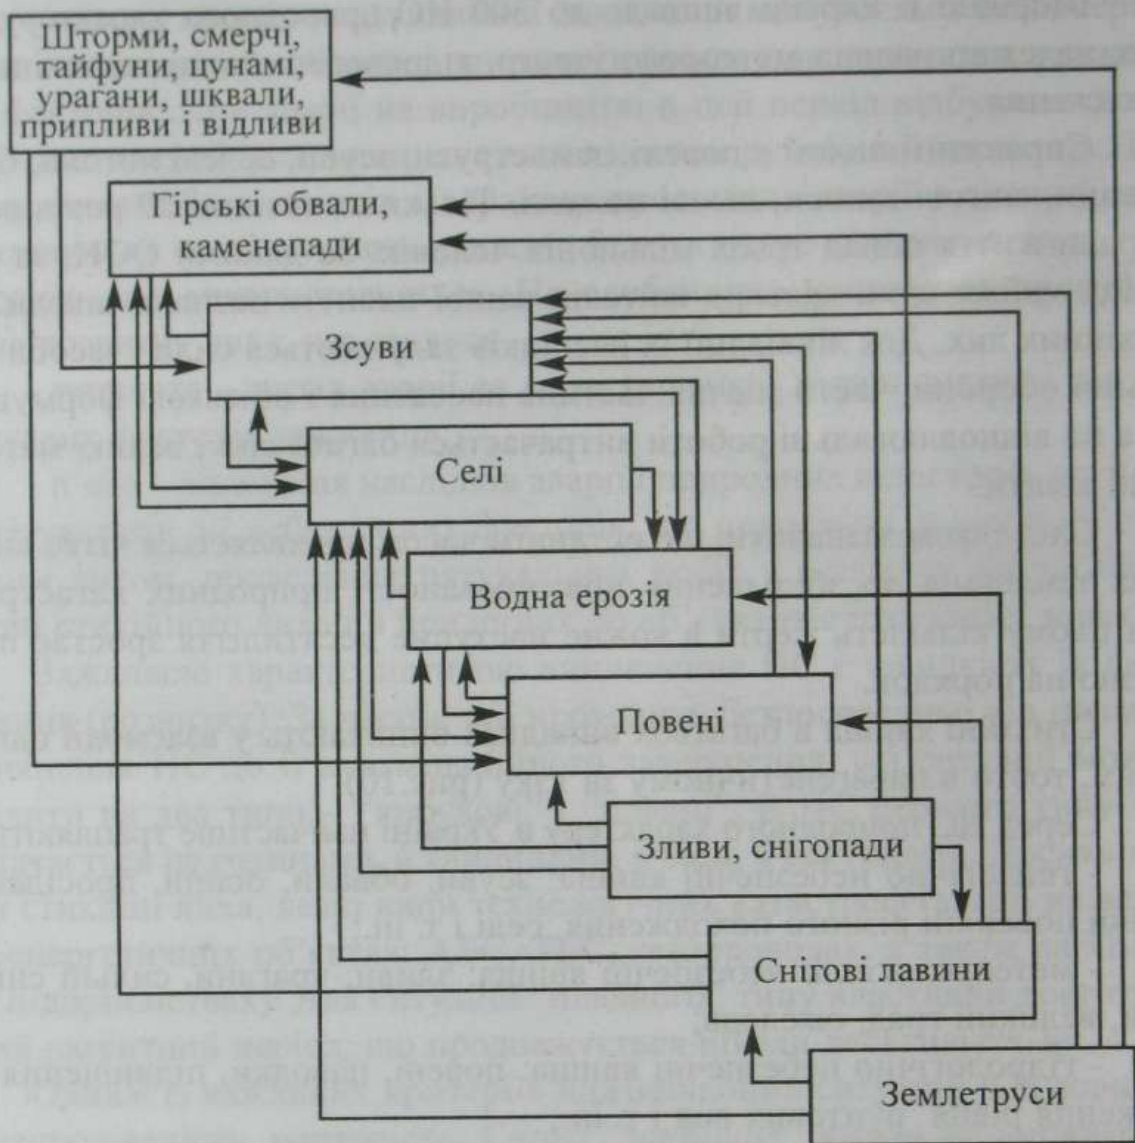 Шторми, смерчі,
тайфуни, цунамі,
урагани, шквали,
припливи і відливи
Гірські обвали,
каменепади
Зсуви
Селі
Водна ерозія
Повені
Зливи, снігопади
Снігові лавини
Землетруси